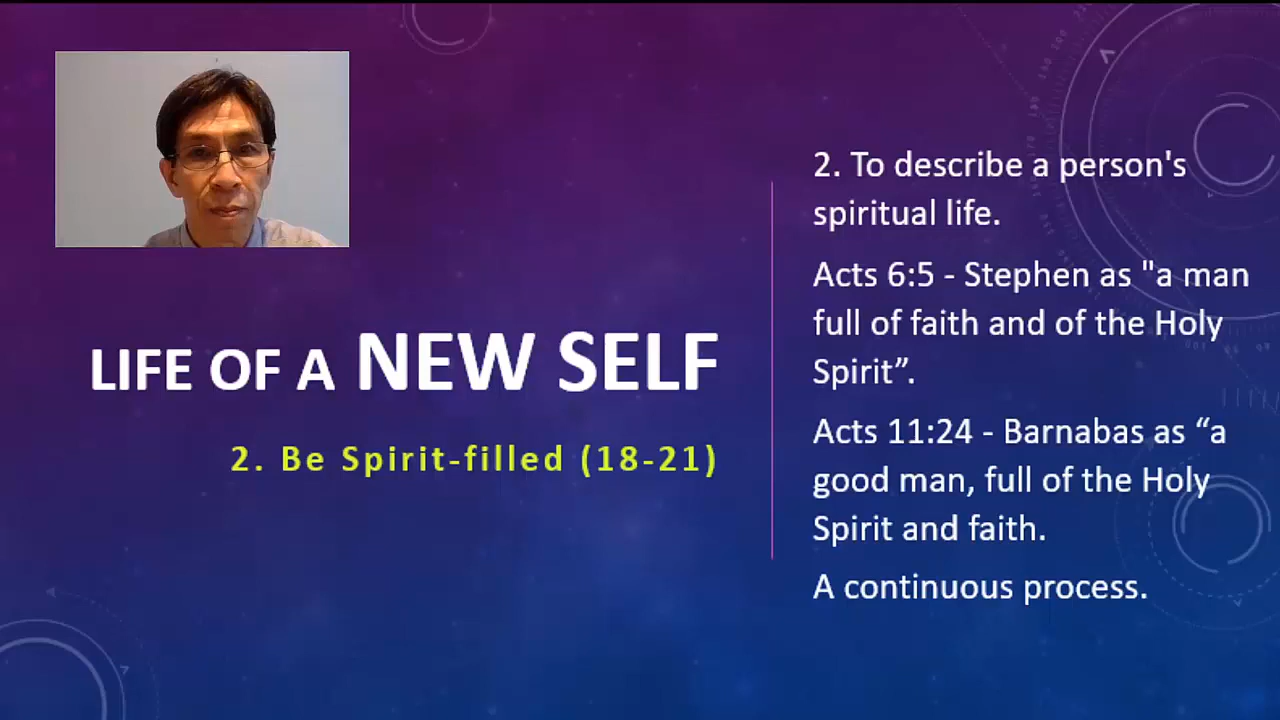 LIFE OF A NEW SELF
2. Be Spirit-filled (18-21)
2. To describe a person's
spiritual life.
Acts 6:5 - Stephen as "a man
full of faith and of the Holy
Spirit”.
Acts 11:24 - Barnabas as “a
good man, full of the Holy
Spirit and faith.
A continuous process.